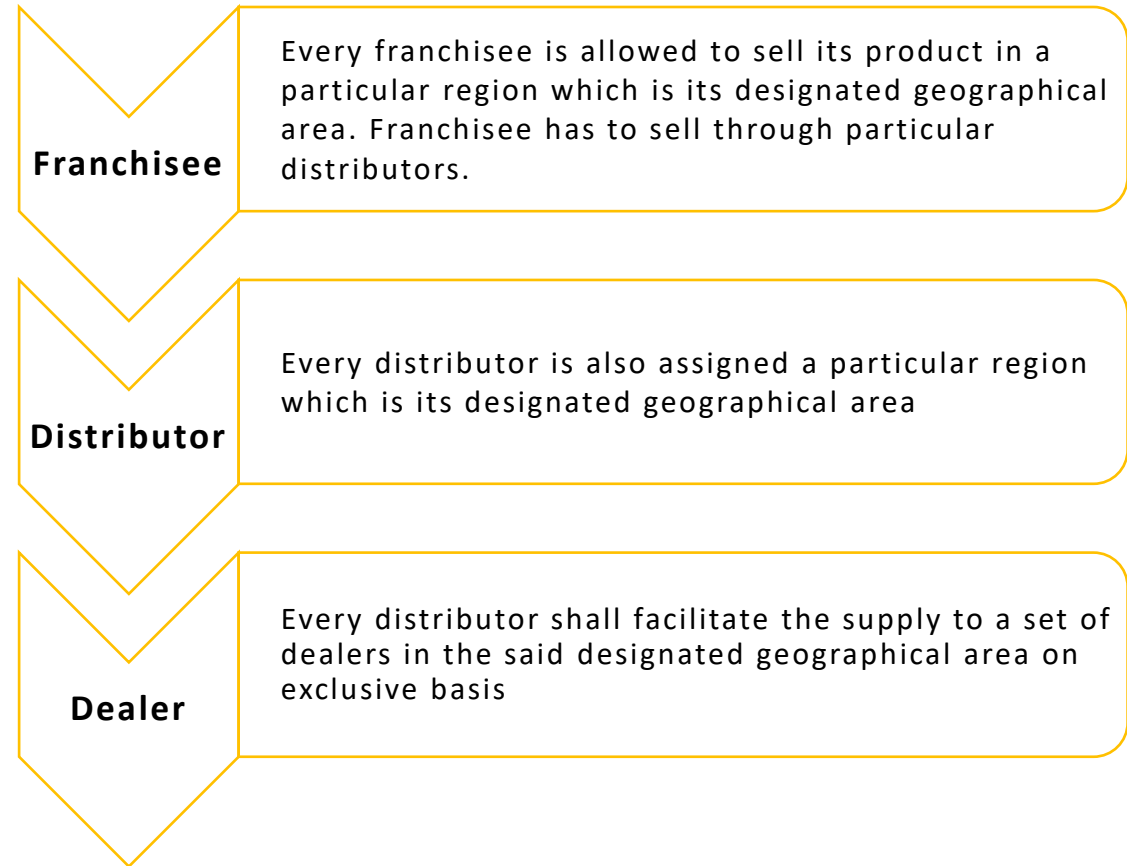 Franchisee
Every franchisee is allowed to sell its product in a
particular region which is its designated geographical
area. Franchisee has to sell through particular
distributors.
Distributor
Every distributor is also assigned a particular region
which is its designated geographical area
Dealer
Every distributor shall facilitate the supply to a set of
dealers in the said designated geographical area on
exclusive basis